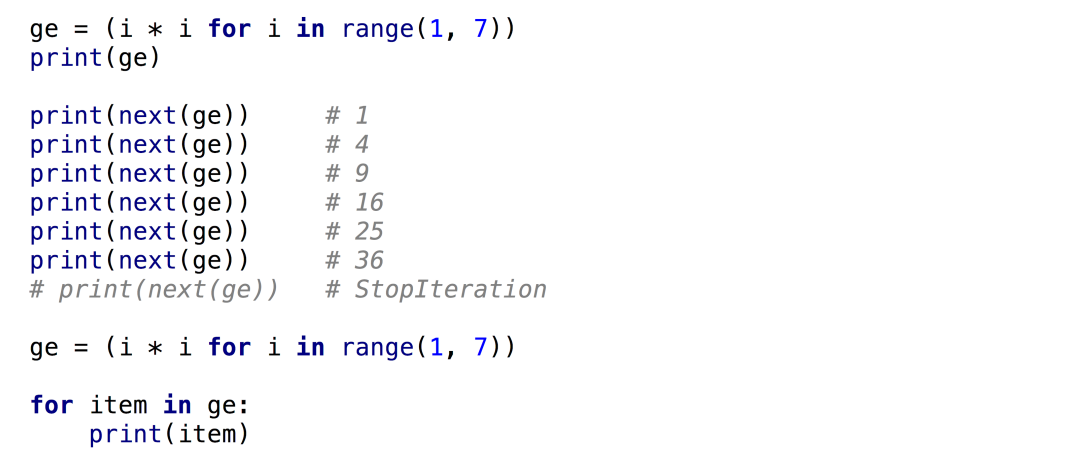 ge = (i * i for i in range(1, 7))
print(ge)

print(next(ge))     # 1
print(next(ge))     # 4
print(next(ge))     # 9
print(next(ge))     # 16
print(next(ge))     # 25
print(next(ge))     # 36
# print(next(ge))   # StopIteration

ge = (i * i for i in range(1, 7))

for item in ge:
    print(item)